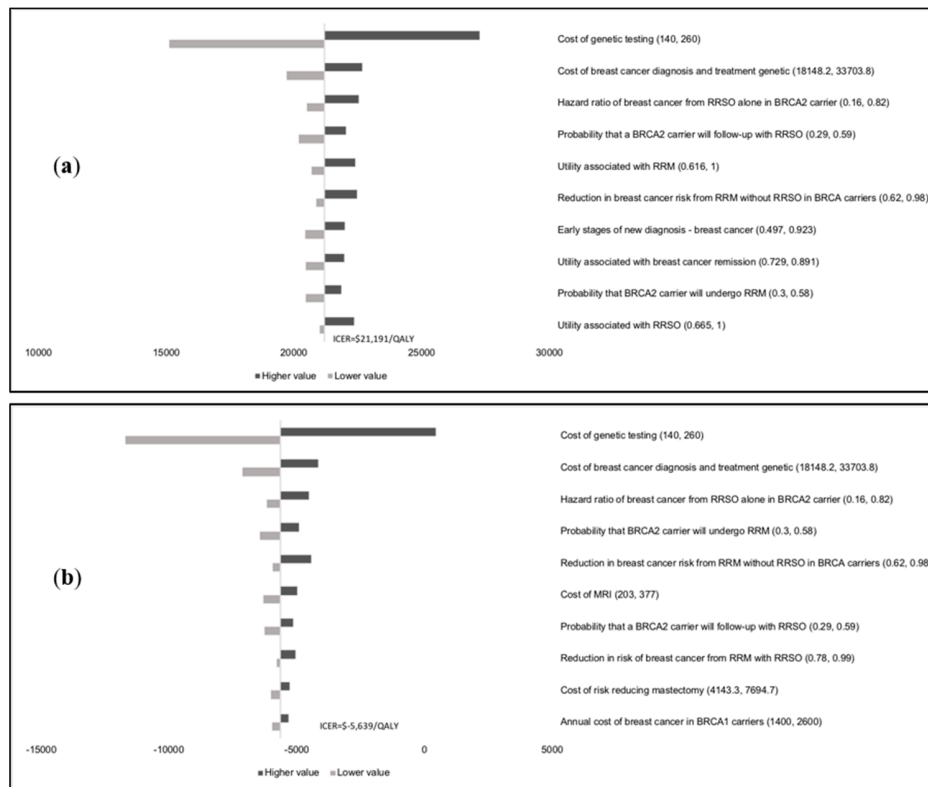 Cost of genetic testing (140, 260)
Cost of breast cancer diagnosis and treatment genetic (18148.2, 33703.8)
Hazard ratio of breast cancer from RRSO alone in BRCA2 carrier (0.16, 0.82)
(a)
Probability that a BRCA2 carrier will follow-up with RRSO (0.29, 0.59)
Utility associated with RRM (0.616, 1)
Reduction in breast cancer risk from RRM without RRSO in BRCA carriers (0.62, 0.98)
Early stages of new diagnosis - breast cancer (0.497, 0.923)
Utility associated with breast cancer remission (0.729, 0.891)
Probability that BRCA2 carrier will undergo RRM (0.3, 0.58)
Utility associated with RRSO (0.665, 1)
ICER=$21,191/QALY
10000 15000 20000 25000 30000
Higher value Lower value
Cost of genetic testing (140, 260)
Cost of breast cancer diagnosis and treatment genetic (18148.2, 33703.8)
Hazard ratio of breast cancer from RRSO alone in BRCA2 carrier (0.16, 0.82)
Probability that BRCA2 carrier will undergo RRM (0.3, 0.58)
Reduction in breast cancer risk from RRM without RRSO in BRCA carriers (0.62, 0.98
(b)
Cost of MRI (203, 377)
Probability that a BRCA2 carrier will follow-up with RRSO (0.29, 0.59)
Reduction in risk of breast cancer from RRM with RRSO (0.78, 0.99)
Cost of risk reducing mastectomy (4143.3, 7694.7)
Annual cost of breast cancer in BRCA1 carriers (1400, 2600)
ICER=$-5,639/QALY
-15000 -10000 -5000 0 5000
Higher value Lower value